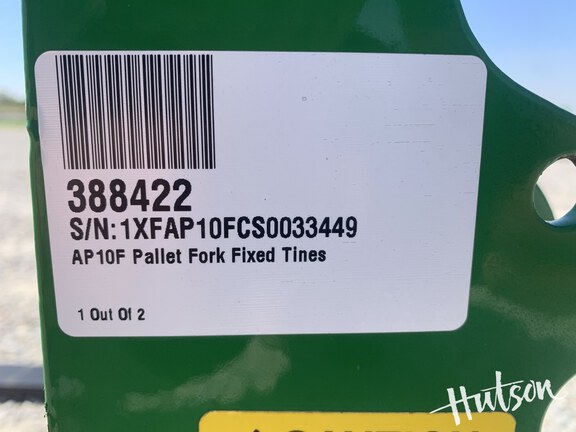 388422
S/N:1XFAP10FCS0033449
AP10F Pallet Fork Fixed Tines
1 Out Of 2
Hutson